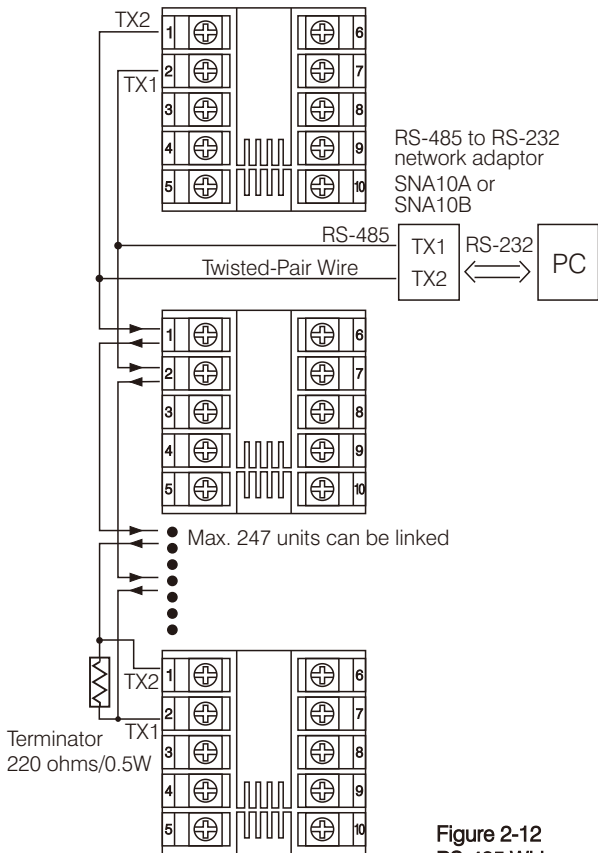 TX2
1
6
2
7
TX1
3
8
4
9
5
10
RS-485 to RS-232
network adaptor
SNA10A or
SNA10B
RS-485
TX1
RS-232
PC
Twisted-Pair Wire
TX2
1
6
2
7
3
8
4
9
5
10
Max. 247 units can be linked
TX2
1
6
TX1
2
7
Terminator
220 ohms/0.5W
3
8
4
9
5
10
Figure 2-12
RS-485